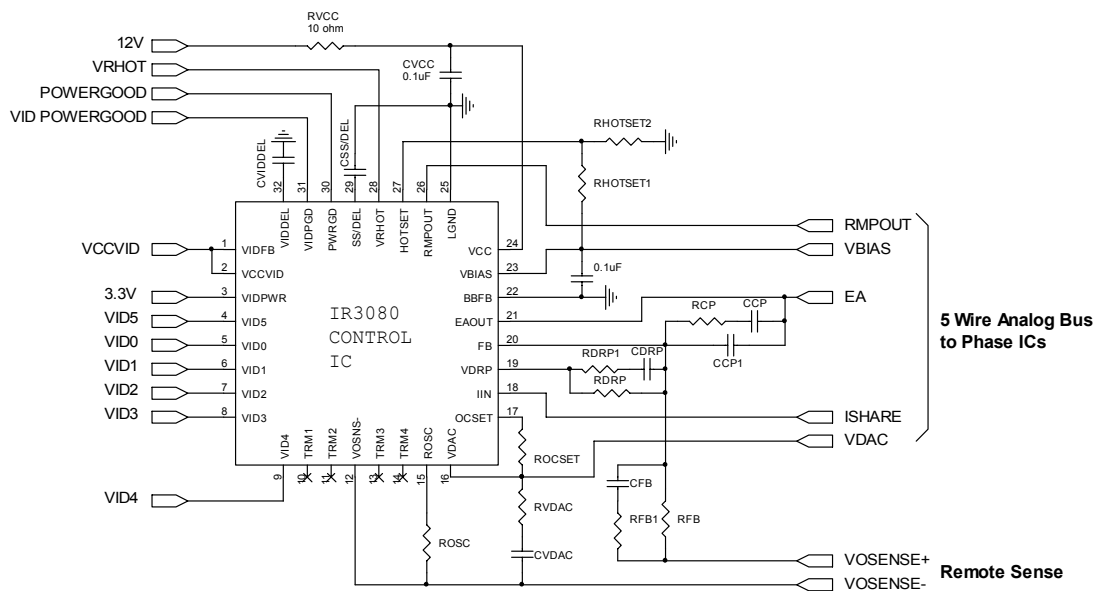 RVCC
10 ohm
12V
VRHOT
POWERGOOD
VID POWERGOOD
CVCC
0.1uF
CVIDDEL
CSS/DEL
RHOTSET2
RHOTSET1
32
31
30
29
28
27
26
25
VIDDEL
VIDPGD
PWRGD
SS/DEL
VRHOT
HOTSET
RMPOUT
LGND
VCCVID
3.3V
VID5
VID0
VID1
VID2
VID3
VID4
1
2
3
4
5
6
7
8
VIDFB
VCCVID
VIDPWR
VID5
VID0
VID1
VID2
VID3
IR3080
CONTROL
IC
VCC
VBIAS
BBFB
EAOUT
FB
VDRP
IIN
OCSET
24
23
22
21
20
19
18
17
VID4
TRM1
TRM2
VOSNS-
TRM3
TRM4
ROSC
VDAC
9
10
11
12
13
14
15
16
0.1uF
RCP
CCP
CCP1
RDRP1
CDRP
RDRP
ROCSET
RVDAC
CVDAC
ROSC
CFB
RFB1
RFB
RMPOUT
VBIAS
EA
ISHARE
VDAC
5 Wire Analog Bus
to Phase ICs
VOSENSE+
VOSENSE-
Remote Sense